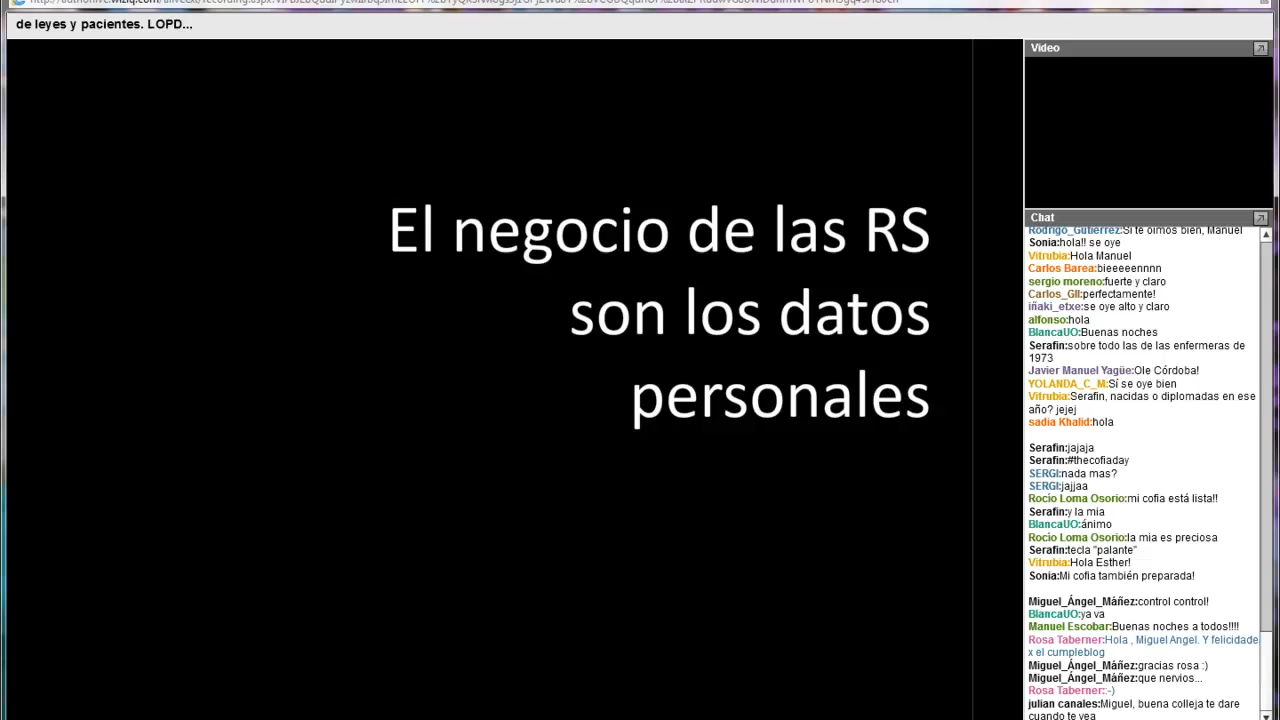 de leyes y pacientes. LOPD...
El negocio de las RS
son los datos
personales
Video
Chat
Rodrigo_Gutierrez:Si te oimos bien, Manuel
Sonia:hola!! se oye
Vitrubia:Hola Manuel
Carlos Barea:bieeeeennnn
sergio moreno:fuerte y claro
Carlos_Gil:perfectamente!
iñaki_etxe:se oye alto y claro
alfonso:hola
BlancaUO:Buenas noches
Serafin:sobre todo las de las enfermeras de
1973
Javier Manuel Yagüe:Ole Córdoba!
YOLANDA_C_M:Sí se oye bien
Vitrubia:Serafin, nacidas o diplomadas en ese
año? jejej
sadia Khalid:hola
Serafin:jajaja
Serafin:#thecofiaday
SERGI:nada mas?
SERGI:jajjaa
Rocío Loma Osorio:mi cofia está lista!!
Serafin:y la mia
BlancaUO:ánimo
Rocío Loma Osorio:la mia es preciosa
Serafin:tecla "palante"
Vitrubia:Hola Esther!
Sonia:Mi cofia también preparada!
Miguel_Ángel_Máñez:control control!
BlancaUO:ya va
Manuel Escobar:Buenas noches a todos!!!!
Rosa Taberner:Hola , Miguel Angel. Y felicidade
x el cumpleblog
Miguel_Ángel_Máñez:gracias rosa :)
Miguel_Ángel_Máñez:que nervios...
Rosa Taberner::-)
julian canales:Miguel, buena colleja te dare
cuando te vea